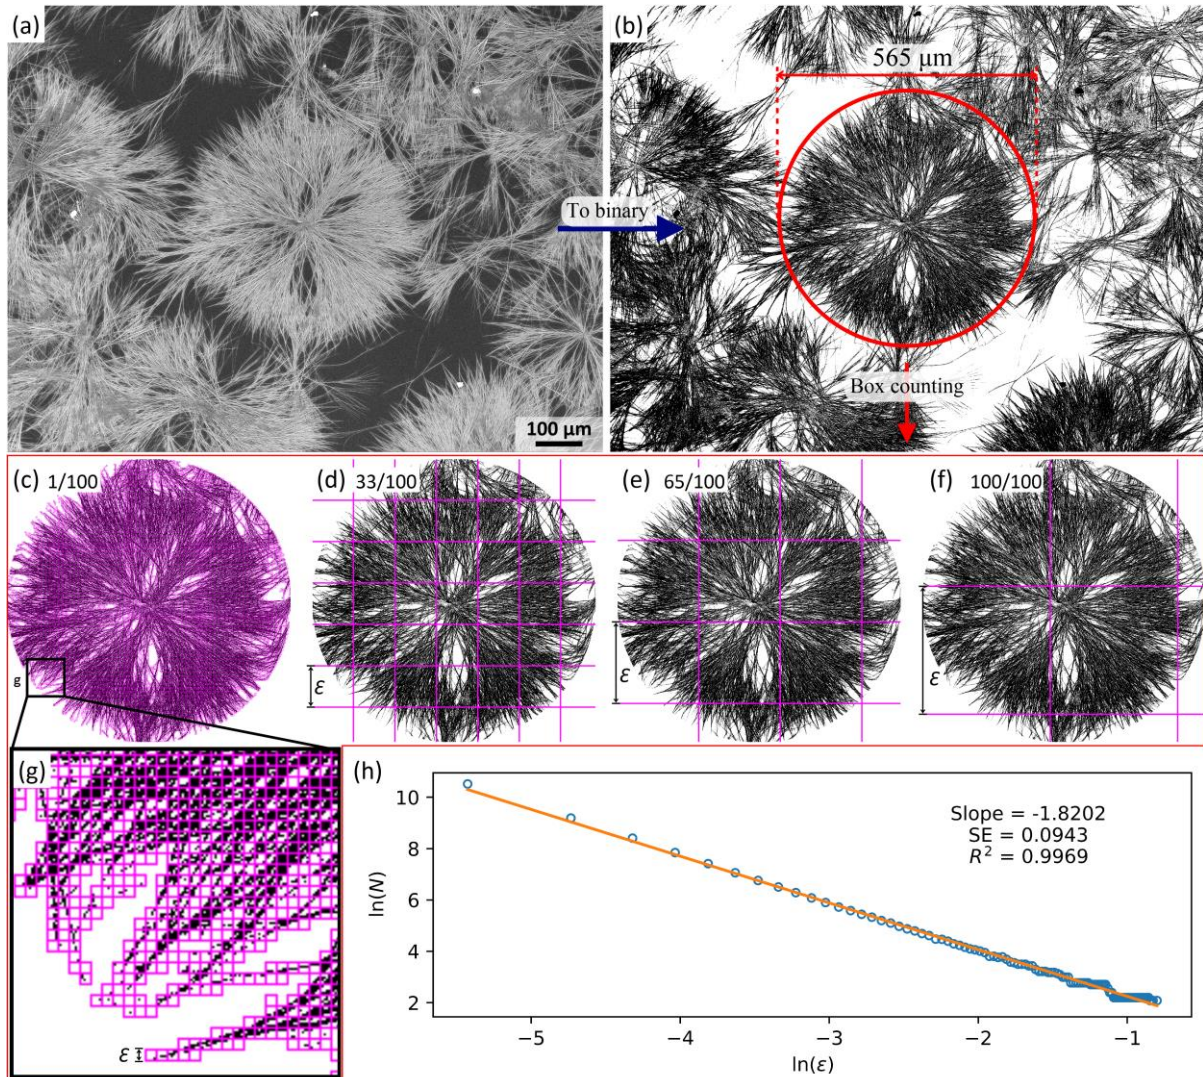 (a)
100 μm
(b)
565 μm
To binary
Box counting
(c) 1/100
g
(d) 33/100
ε
(e) 65/100
ε
(f) 100/100
ε
(g)
ε
(h)
Slope = -1.8202
SE = 0.0943
R² = 0.9969
10
8
6
4
2
ln(N)
−5
−4
−3
−2
−1
ln(ε)